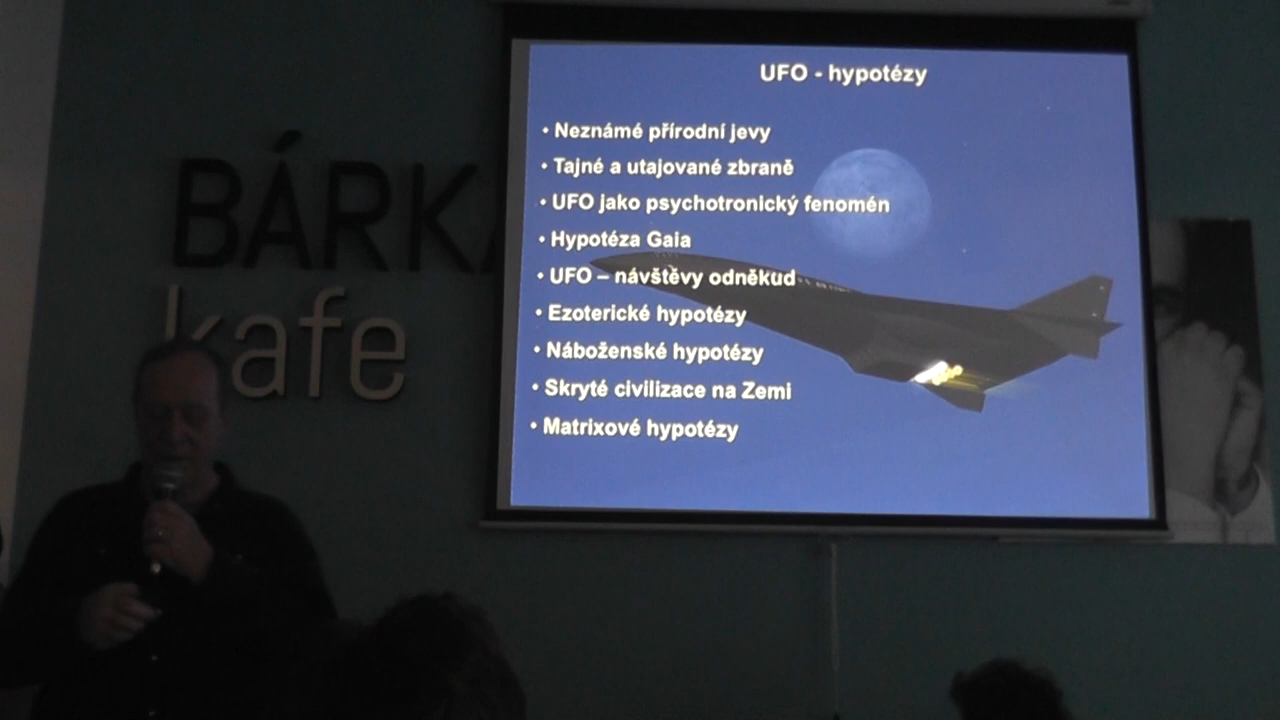 BÁRKA
kafe
UFO - hypotézy
• Neznámé přírodní jevy
• Tajné a utajované zbraně
• UFO jako psychotronický fenomén
• Hypotéza Gaia
• UFO – návštěvy odněkud
• Ezoterické hypotézy
• Náboženské hypotézy
• Skryté civilizace na Zemi
• Matrixové hypotézy